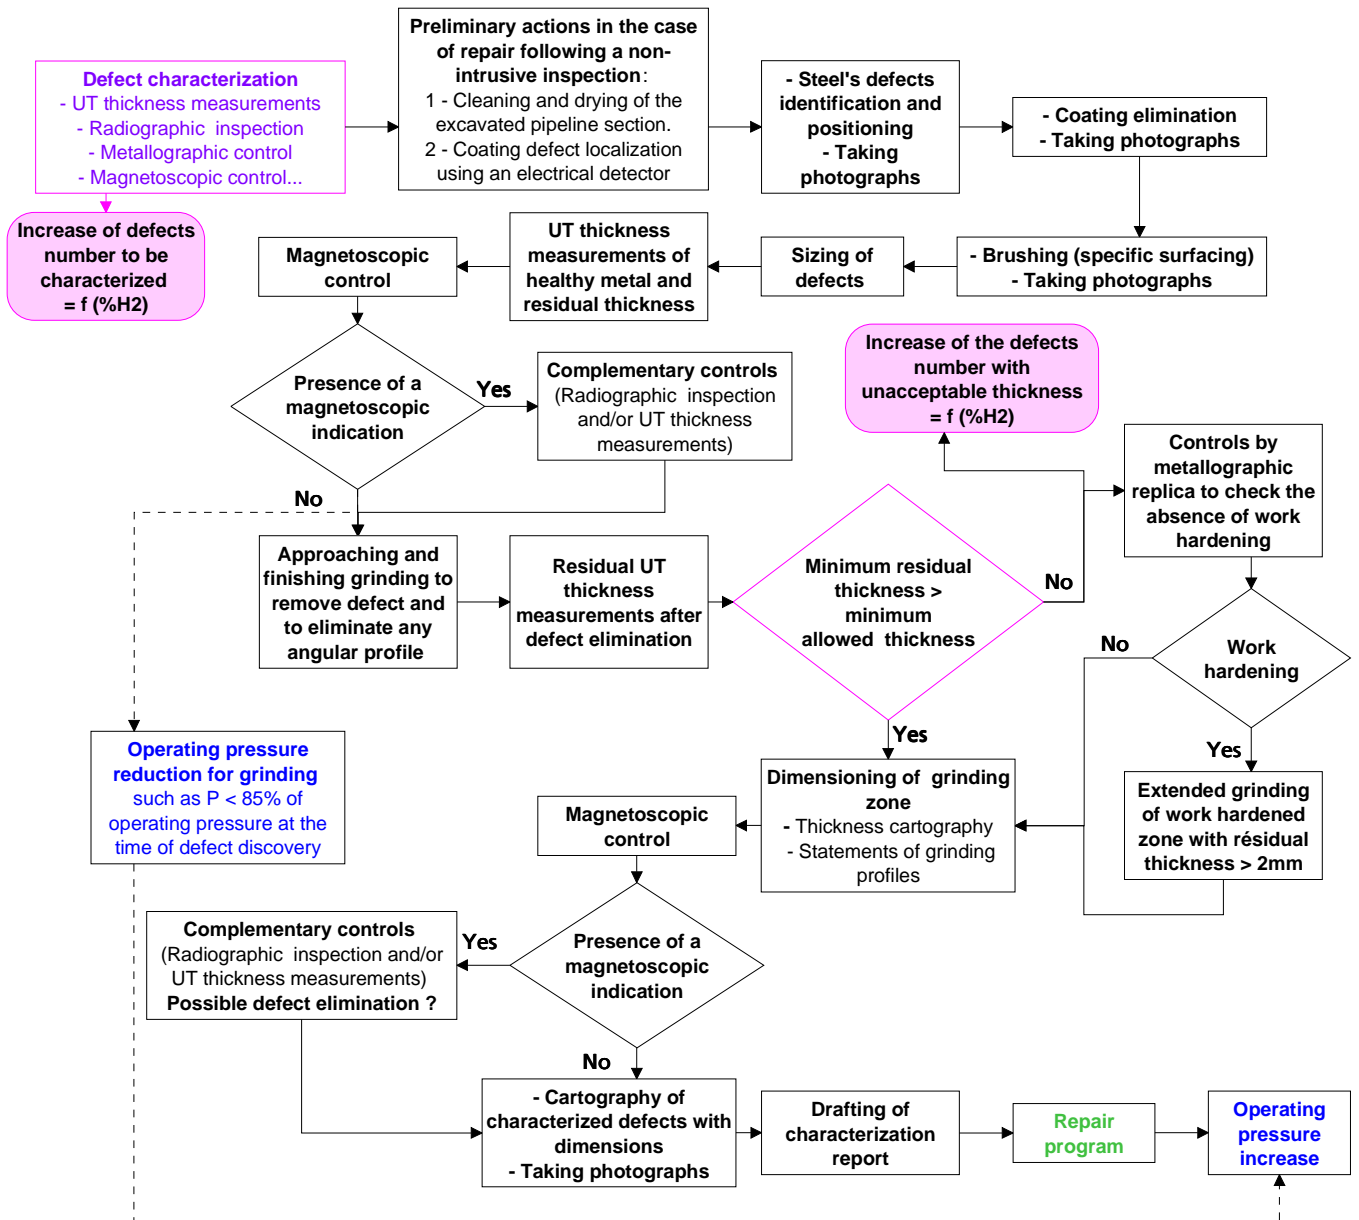 Defect characterization
- UT thickness measurements
- Radiographic inspection
- Metallographic control
- Magnetoscopic control...
Preliminary actions in the case
of repair following a non-
intrusive inspection:
1 - Cleaning and drying of the
excavated pipeline section.
2 - Coating defect localization
using an electrical detector
- Steel's defects
identification and
positioning
- Taking
photographs
- Coating elimination
- Taking photographs
Increase of defects
number to be
characterized
= f (%H2)
Magnetoscopic
control
UT thickness
measurements of
healthy metal and
residual thickness
Sizing of
defects
- Brushing (specific surfacing)
- Taking photographs
Presence of a
magnetoscopic
indication
Yes
Complementary controls
(Radiographic inspection
and/or UT thickness
measurements)
Increase of the defects
number with
unacceptable thickness
= f (%H2)
Controls by
metallographic
replica to check the
absence of work
hardening
No
Approaching and
finishing grinding to
remove defect and
to eliminate any
angular profile
Residual UT
thickness
measurements after
defect elimination
Minimum residual
thickness >
minimum
allowed thickness
No
No
Work
hardening
Yes
Yes
Operating pressure
reduction for grinding
such as P < 85% of
operating pressure at the
time of defect discovery
Magnetoscopic
control
Dimensioning of grinding
zone
- Thickness cartography
- Statements of grinding
profiles
Extended grinding
of work hardened
zone with résidual
thickness > 2mm
Complementary controls
(Radiographic inspection and/or
UT thickness measurements)
Possible defect elimination ?
Yes
Presence of a
magnetoscopic
indication
No
- Cartography of
characterized defects with
dimensions
- Taking photographs
Drafting of
characterization
report
Repair
program
Operating
pressure
increase